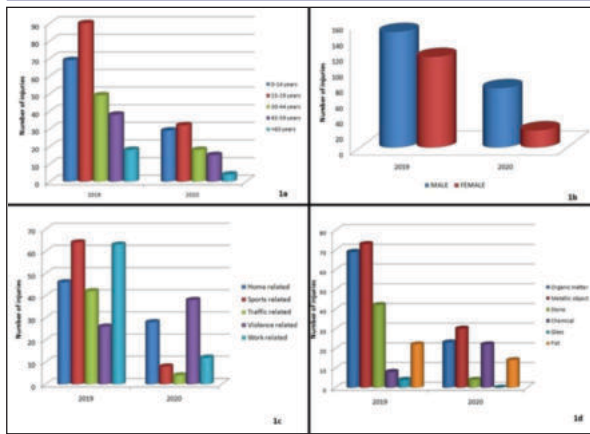 Number of injuries
90
80
70
60
50
40
30
20
10
0
2019
2020
0-14 years
15-29 years
30-44 years
45-59 years
>60 years
1a
Number of injuries
160
140
120
100
80
60
40
20
0
2019
2020
MALE
FEMALE
1b
Number of injuries
70
60
50
40
30
20
10
0
2019
2020
Home related
Sports related
Traffic related
Violence related
Work related
1c
Number of injuries
80
70
60
50
40
30
20
10
0
2019
2020
Organic matter
Metallic object
Stone
Chemical
Glass
Fist
1d